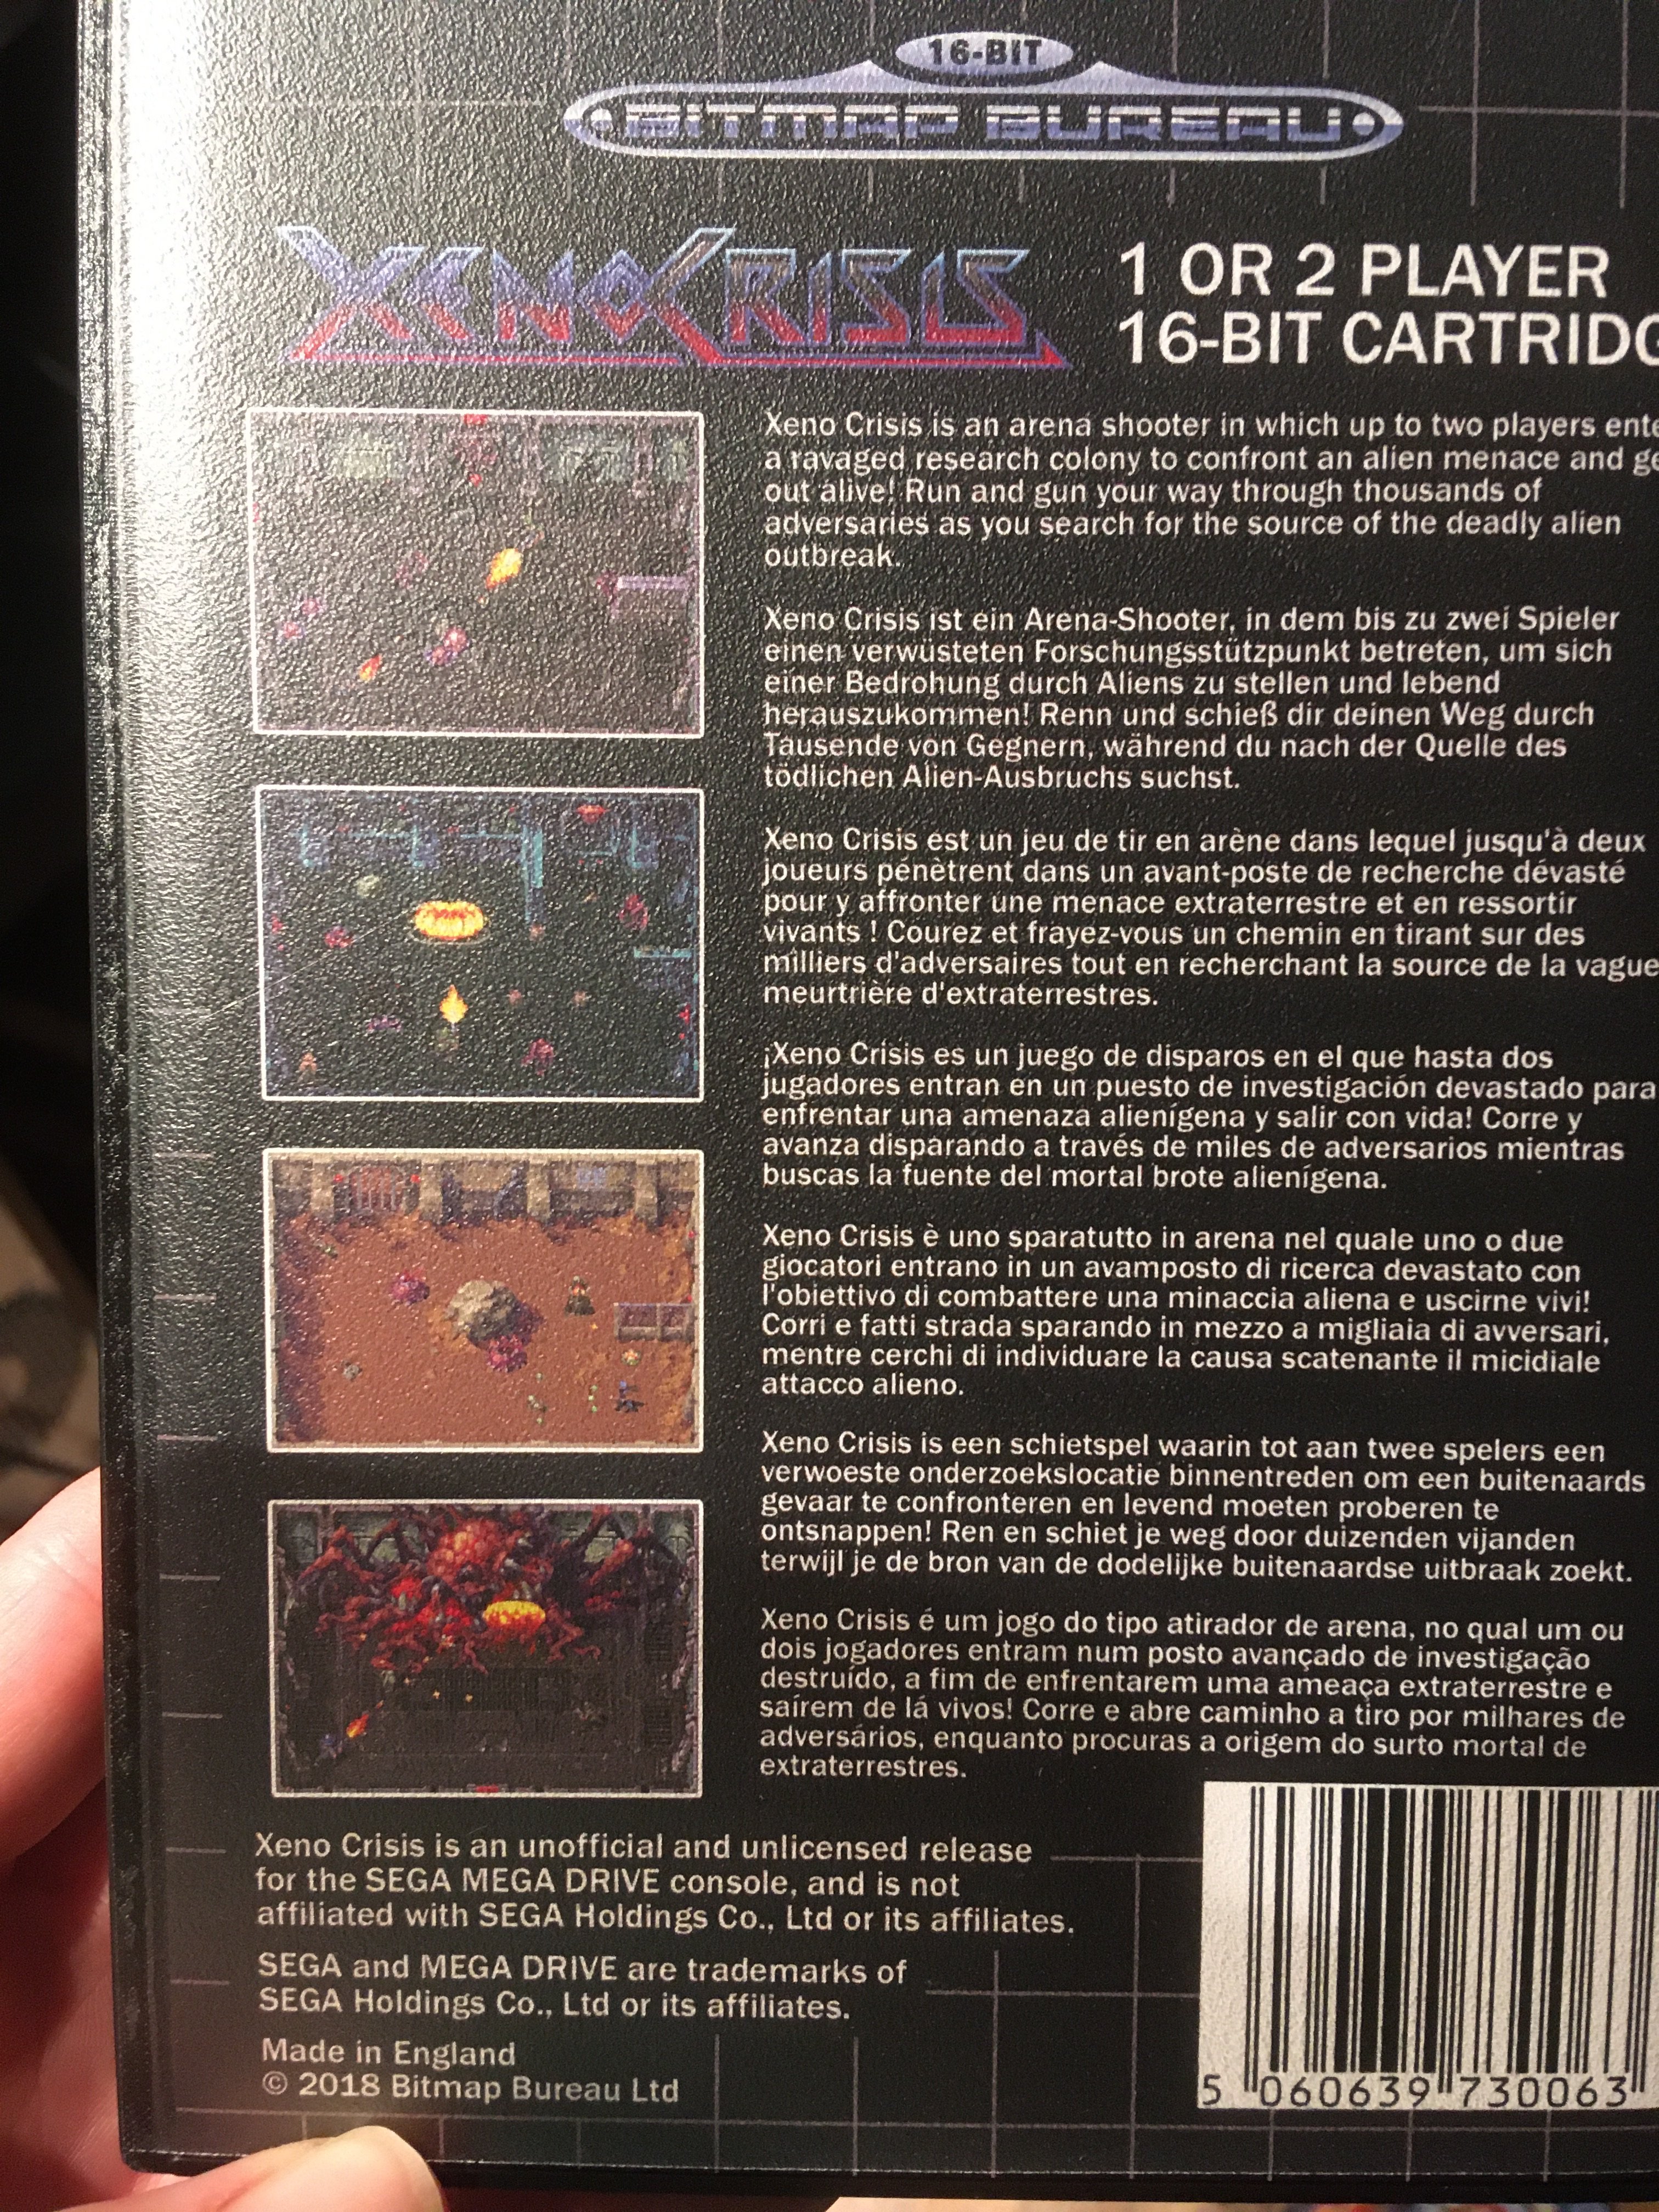 16-BIT
BITMAP BUREAU
XENO CRISIS
1 OR 2 PLAYER
16-BIT CARTRIDG
Xeno Crisis is an arena shooter in which up to two players ente
a ravaged research colony to confront an alien menace and ge
out alive! Run and gun your way through thousands of
adversaries as you search for the source of the deadly alien
outbreak.
Xeno Crisis ist ein Arena-Shooter, in dem bis zu zwei Spieler
einen verwüsteten Forschungsstützpunkt betreten, um sich
einer Bedrohung durch Aliens zu stellen und lebend
herauszukommen! Renn und schieß dir deinen Weg durch
Tausende von Gegnern, während du nach der Quelle des
tödlichen Alien-Ausbruchs suchst.
Xeno Crisis est un jeu de tir en arène dans lequel jusqu'à deux
joueurs pénètrent dans un avant-poste de recherche dévasté
pour y affronter une menace extraterrestre et en ressortir
vivants ! Courez et frayez-vous un chemin en tirant sur des
milliers d'adversaires tout en recherchant la source de la vague
meurtrière d'extraterrestres.
¡Xeno Crisis es un juego de disparos en el que hasta dos
jugadores entran en un puesto de investigación devastado para
enfrentar una amenaza alienígena y salir con vida! Corre y
avanza disparando a través de miles de adversarios mientras
buscas la fuente del mortal brote alienígena.
Xeno Crisis è uno sparatutto in arena nel quale uno o due
giocatori entrano in un avamposto di ricerca devastato con
l'obiettivo di combattere una minaccia aliena e uscirne vivi!
Corri e fatti strada sparando in mezzo a migliaia di avversari,
mentre cerchi di individuare la causa scatenante il micidiale
attacco alieno.
Xeno Crisis is een schietspel waarin tot aan twee spelers een
verwoeste onderzoekslocatie binnentreden om een buitenaards
gevaar te confronteren en levend moeten proberen te
ontsnappen! Ren en schiet je weg door duizenden vijanden
terwijl je de bron van de dodelijke buitenaardse uitbraak zoekt.
Xeno Crisis é um jogo do tipo atirador de arena, no qual um ou
dois jogadores entram num posto avançado de investigação
destruído, a fim de enfrentarem uma ameaça extraterrestre e
saírem de lá vivos! Corre e abre caminho a tiro por milhares de
adversários, enquanto procuras a origem do surto mortal de
extraterrestres.
Xeno Crisis is an unofficial and unlicensed release
for the SEGA MEGA DRIVE console, and is not
affiliated with SEGA Holdings Co., Ltd or its affiliates.
SEGA and MEGA DRIVE are trademarks of
SEGA Holdings Co., Ltd or its affiliates.
Made in England
© 2018 Bitmap Bureau Ltd
5 060639 730063